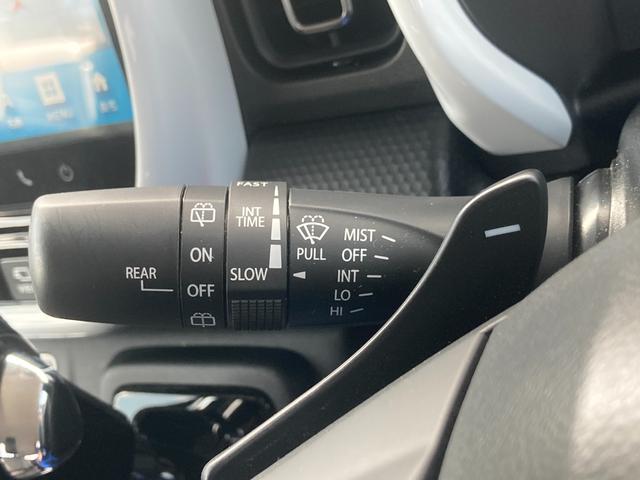 FAST
INT
TIME
SLOW
ON
OFF
REAR
PULL
MIST
OFF
INT
LO
HI